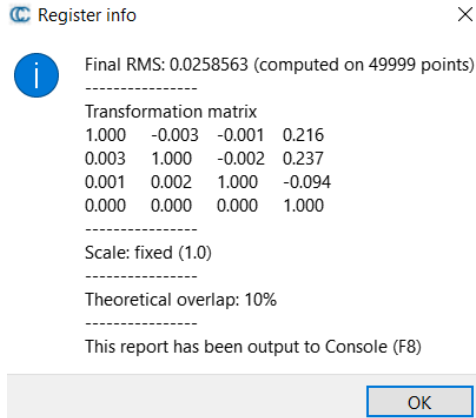 Register info
Final RMS: 0.0258563 (computed on 49999 points)
----------------
Transformation matrix
1.000 -0.003 -0.001 0.216
0.003 1.000 -0.002 0.237
0.001 0.002 1.000 -0.094
0.000 0.000 0.000 1.000
----------------
Scale: fixed (1.0)
----------------
Theoretical overlap: 10%
----------------
This report has been output to Console (F8)
OK